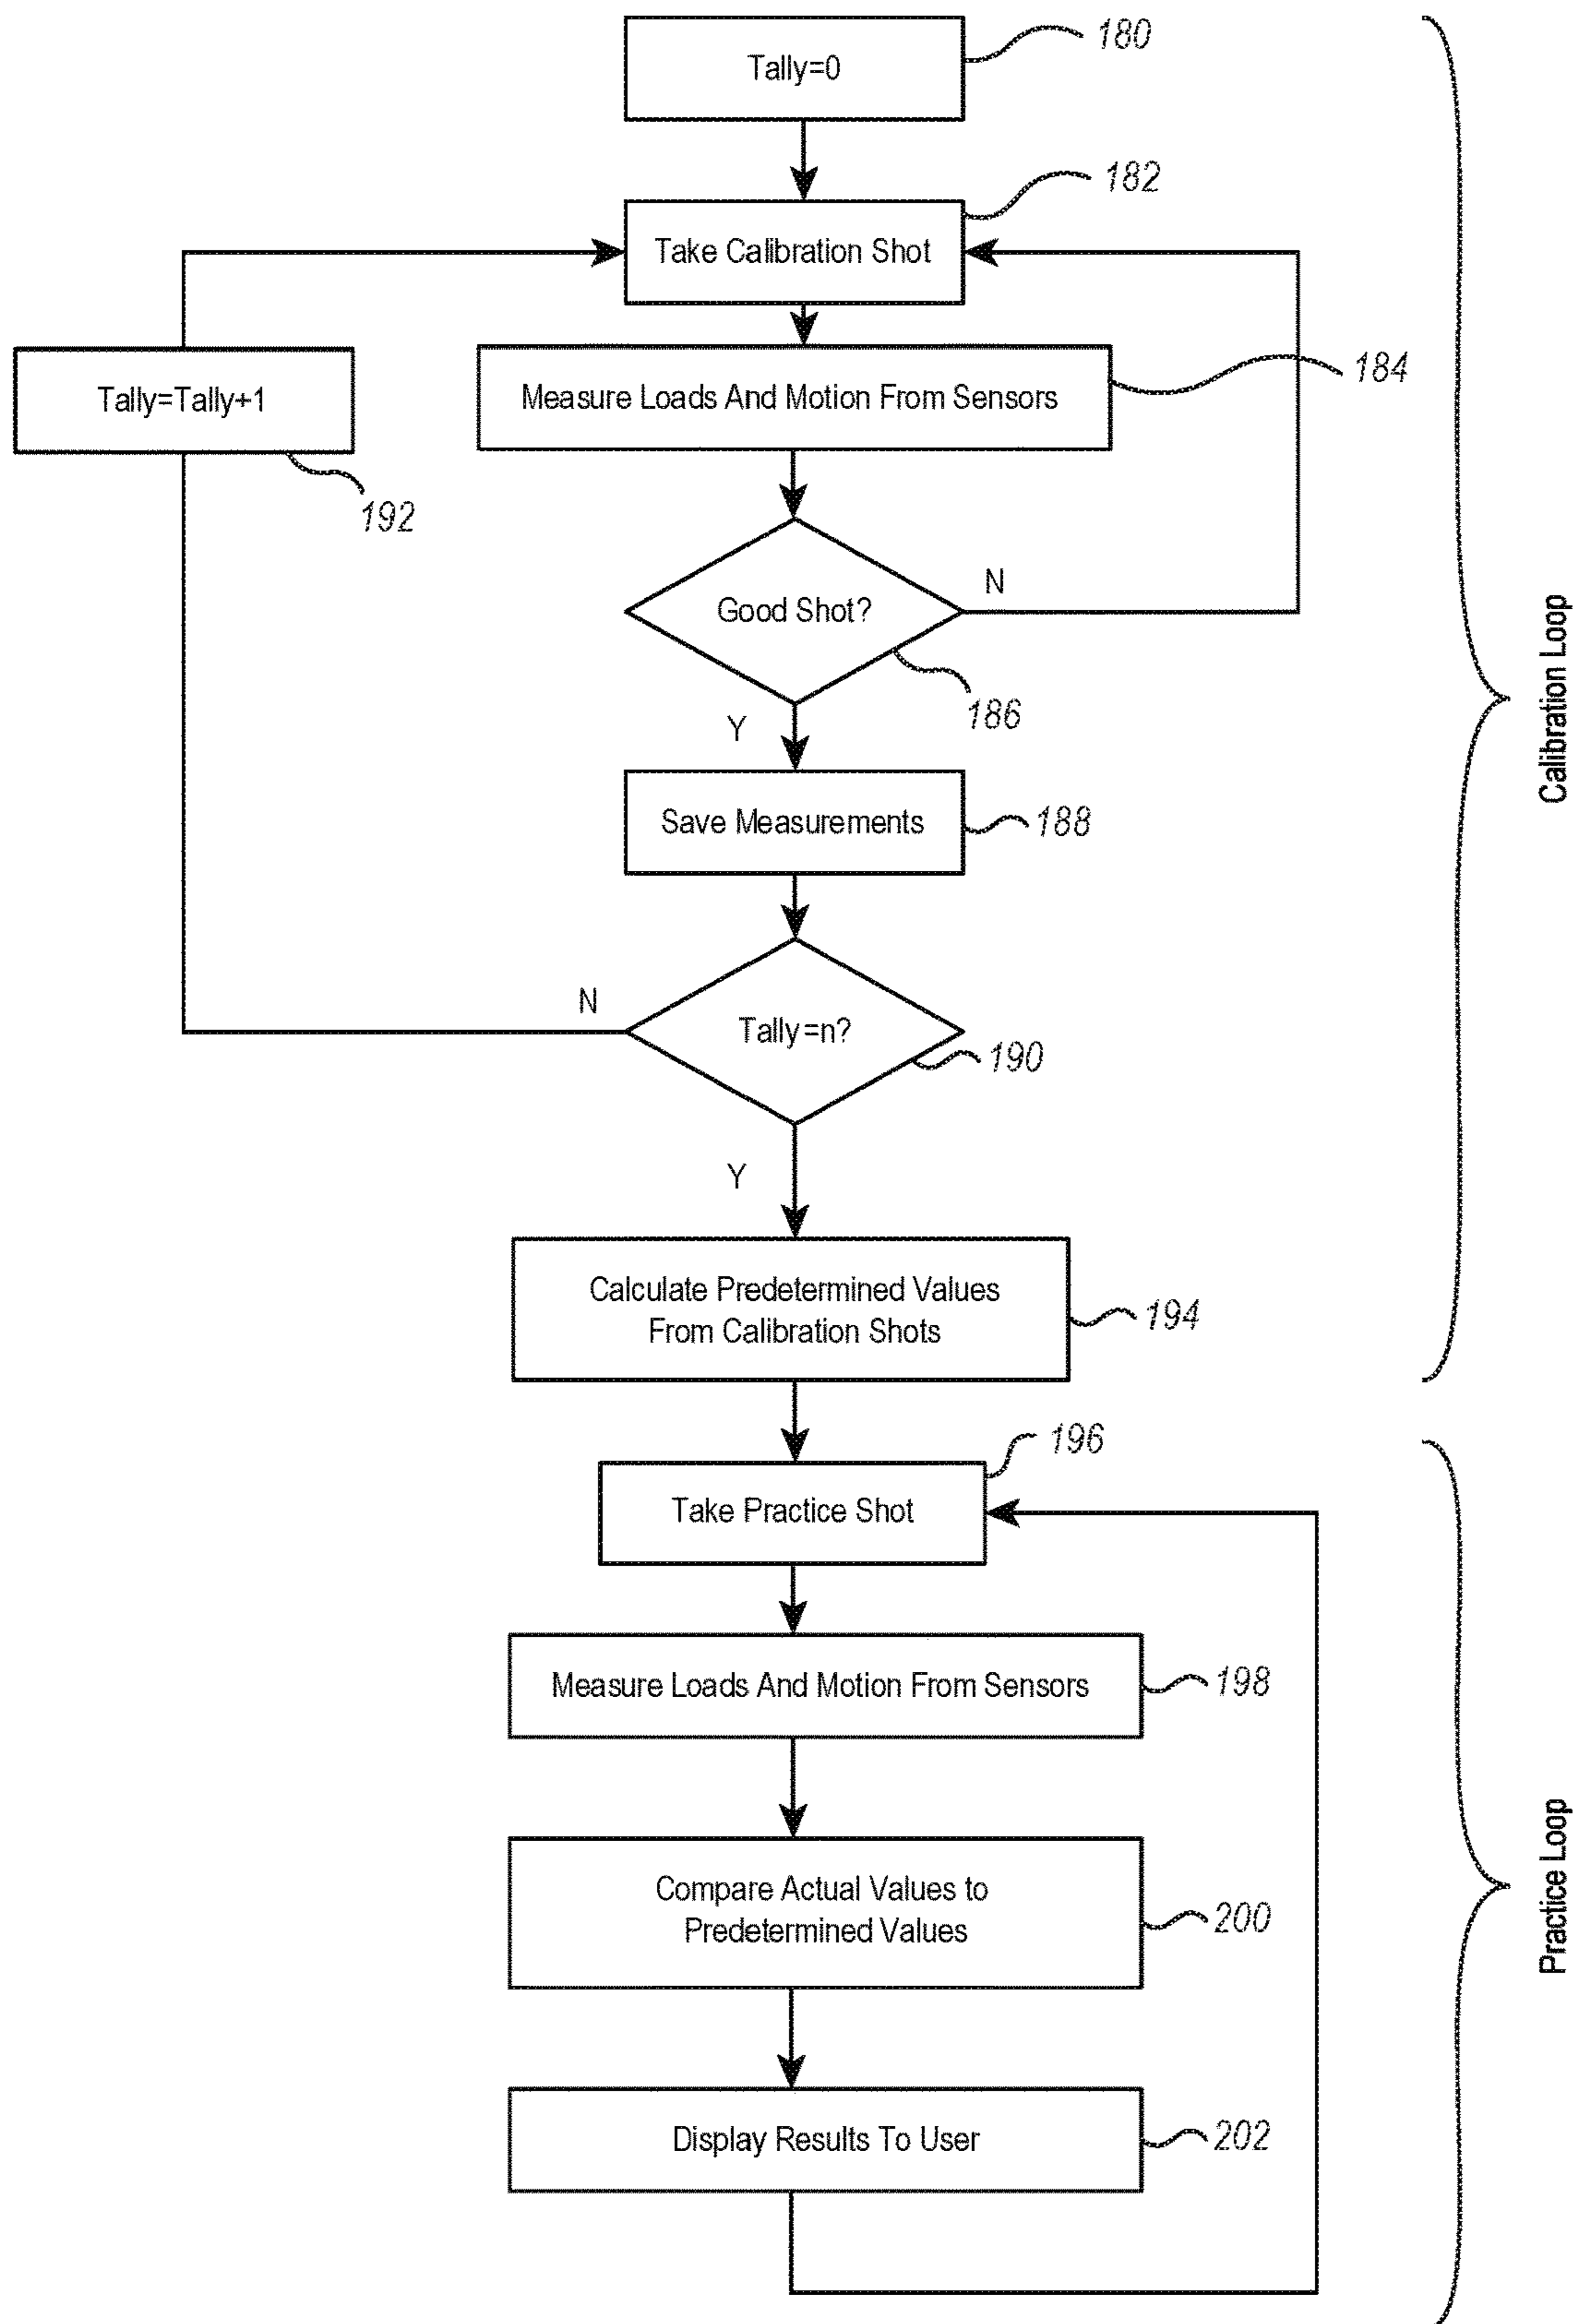 Tally=0
180
Take Calibration Shot
182
Tally=Tally+1
192
Measure Loads And Motion From Sensors
184
Good Shot?
N
186
Y
Save Measurements
188
Tally=n?
N
190
Y
Calculate Predetermined Values
From Calibration Shots
194
Calibration Loop
Take Practice Shot
196
Measure Loads And Motion From Sensors
198
Compare Actual Values to
Predetermined Values
200
Display Results To User
202
Practice Loop